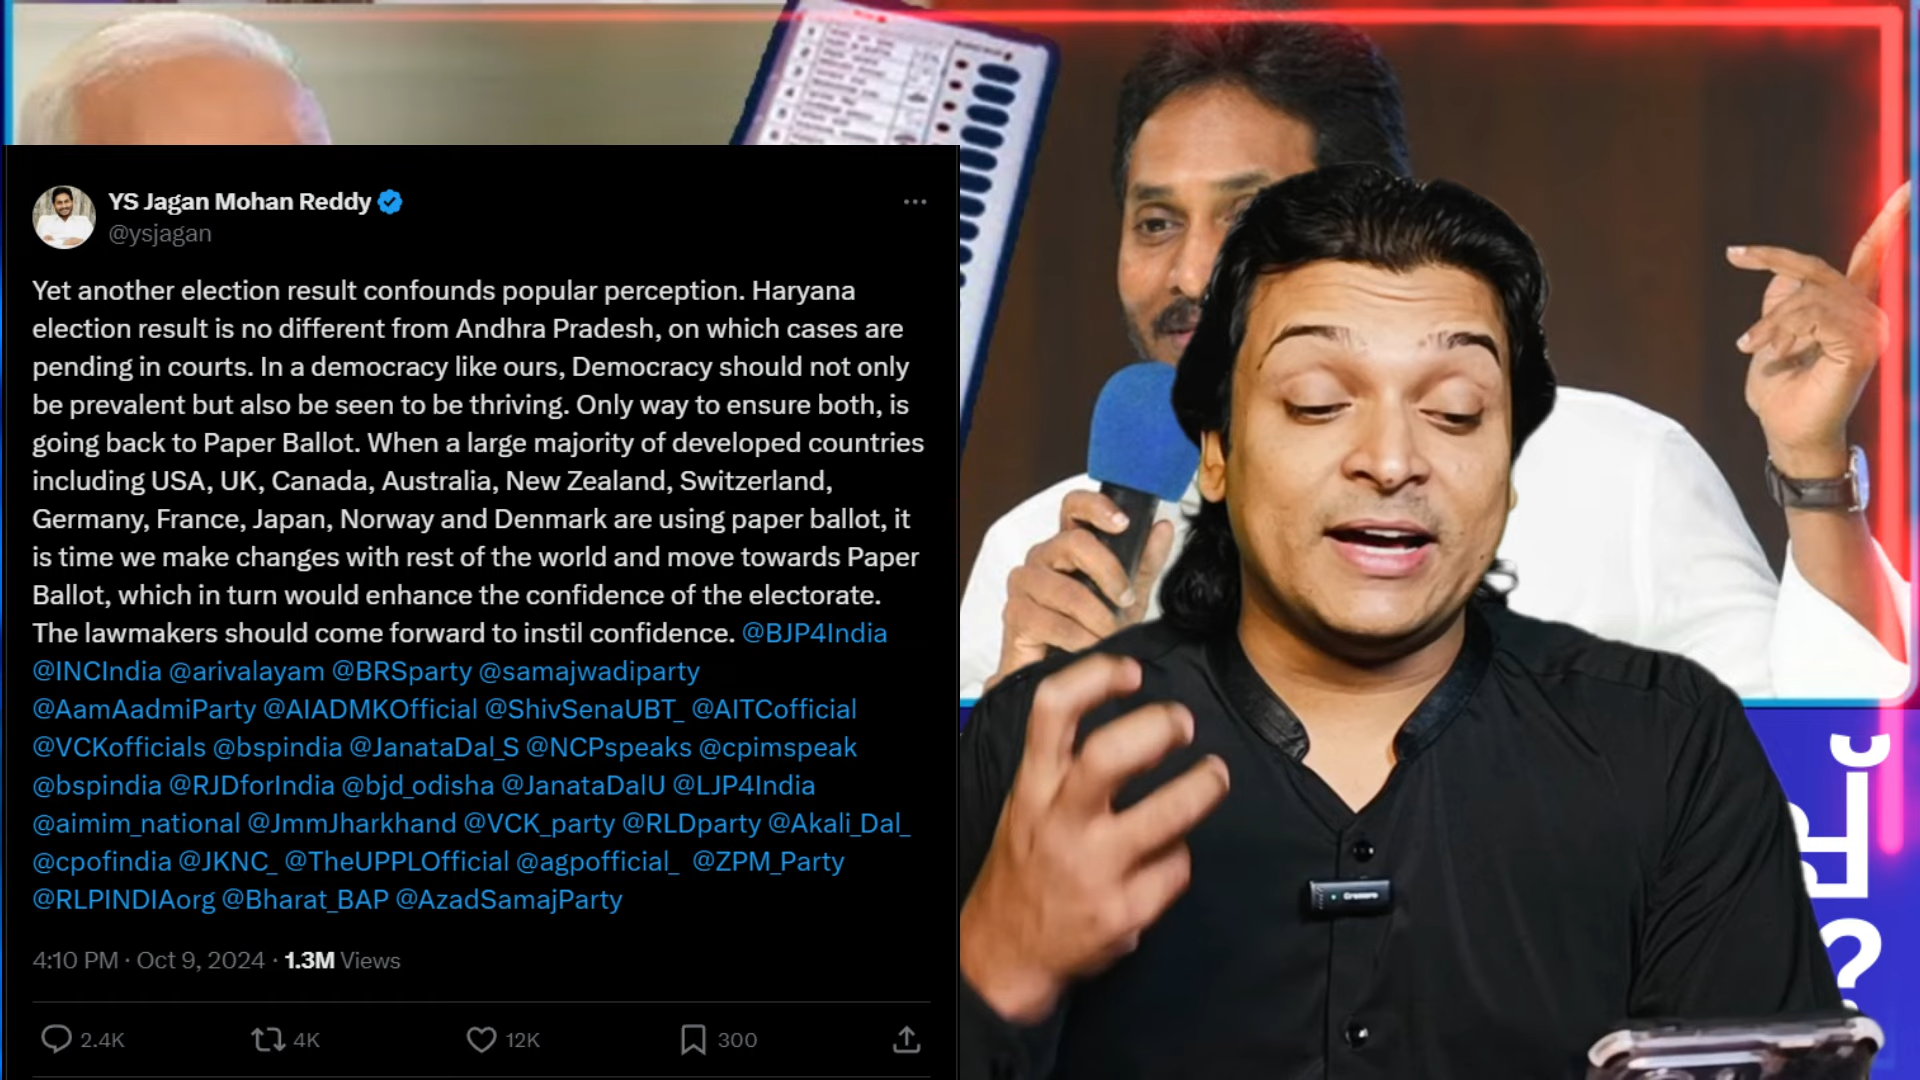 YS Jagan Mohan Reddy
@ysjagan
Yet another election result confounds popular perception. Haryana
election result is no different from Andhra Pradesh, on which cases are
pending in courts. In a democracy like ours, Democracy should not only
be prevalent but also be seen to be thriving. Only way to ensure both, is
going back to Paper Ballot. When a large majority of developed countries
including USA, UK, Canada, Australia, New Zealand, Switzerland,
Germany, France, Japan, Norway and Denmark are using paper ballot, it
is time we make changes with rest of the world and move towards Paper
Ballot, which in turn would enhance the confidence of the electorate.
The lawmakers should come forward to instil confidence. @BJP4India
@INCIndia @arivalayam @BRSparty @samajwadiparty
@AamAadmiParty @AIADMKOfficial @ShivSenaUBT_ @AITCofficial
@VCKofficials @bspindia @JanataDal_S @NCPspeaks @cpimspeak
@bspindia @RJDforIndia @bjd_odisha @JanataDalU @LJP4India
@aimim_national @JmmJharkhand @VCK_party @RLDparty @Akali_Dal_
@cpofindia @JKNC_ @TheUPPLOfficial @agpofficial_ @ZPM_Party
@RLPINDIAorg @Bharat_BAP @AzadSamajParty
4:10 PM · Oct 9, 2024 · 1.3M Views
2.4K 4K 12K 300
?